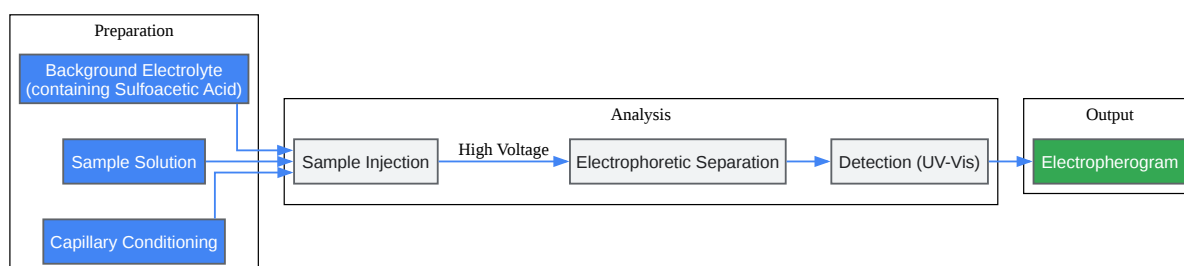 Preparation
Background Electrolyte
(containing Sulfoacetic Acid)
Sample Solution
Capillary Conditioning
Analysis
Sample Injection
High Voltage
Electrophoretic Separation
Detection (UV-Vis)
Output
Electropherogram